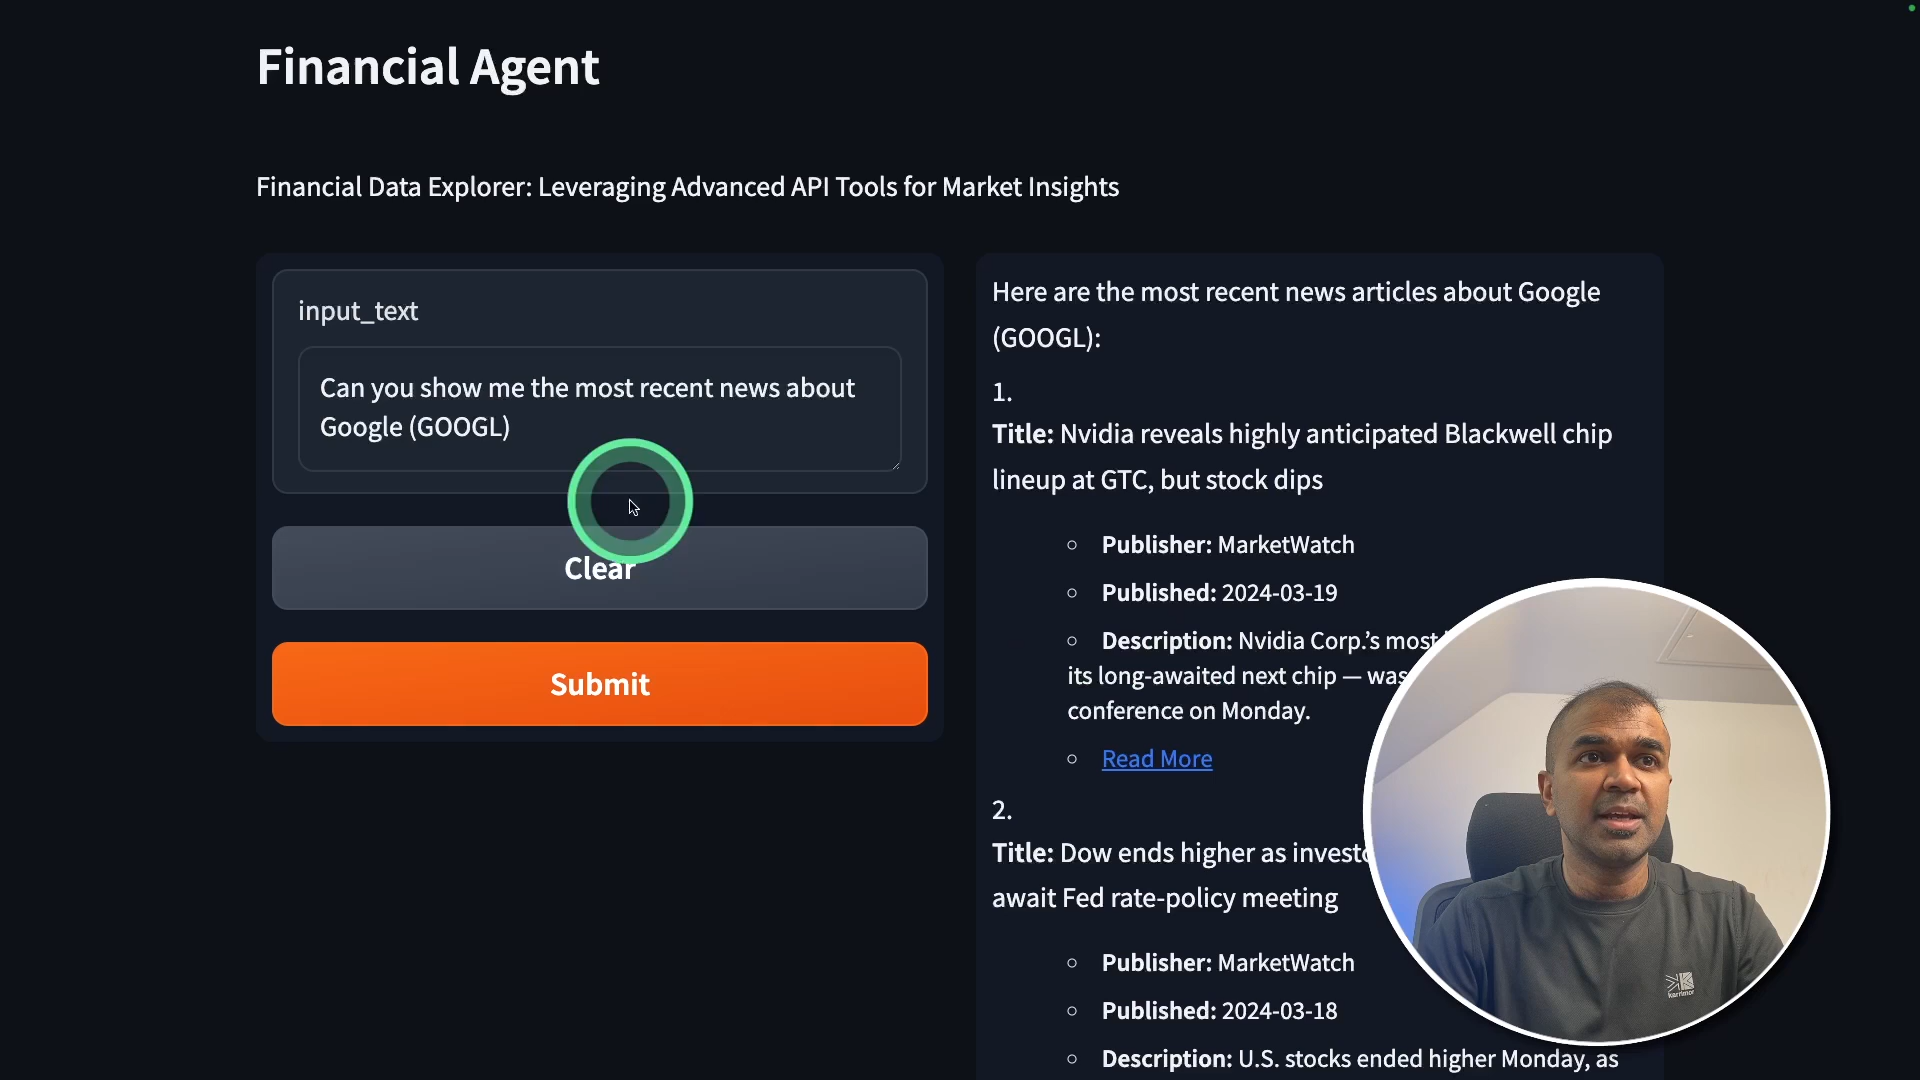 Financial Agent
Financial Data Explorer: Leveraging Advanced API Tools for Market Insights
input_text
Can you show me the most recent news about
Google (GOOGL)
Clear
Submit
Here are the most recent news articles about Google
(GOOGL):
1.
Title: Nvidia reveals highly anticipated Blackwell chip
lineup at GTC, but stock dips
Publisher: MarketWatch
Published: 2024-03-19
Description: Nvidia Corp.’s most
its long-awaited next chip — was
conference on Monday.
Read More
2.
Title: Dow ends higher as
await Fed rate-policy meeting
Publisher: MarketWatch
Published: 2024-03-18
Description: U.S. stocks ended higher Monday, as
karrimor